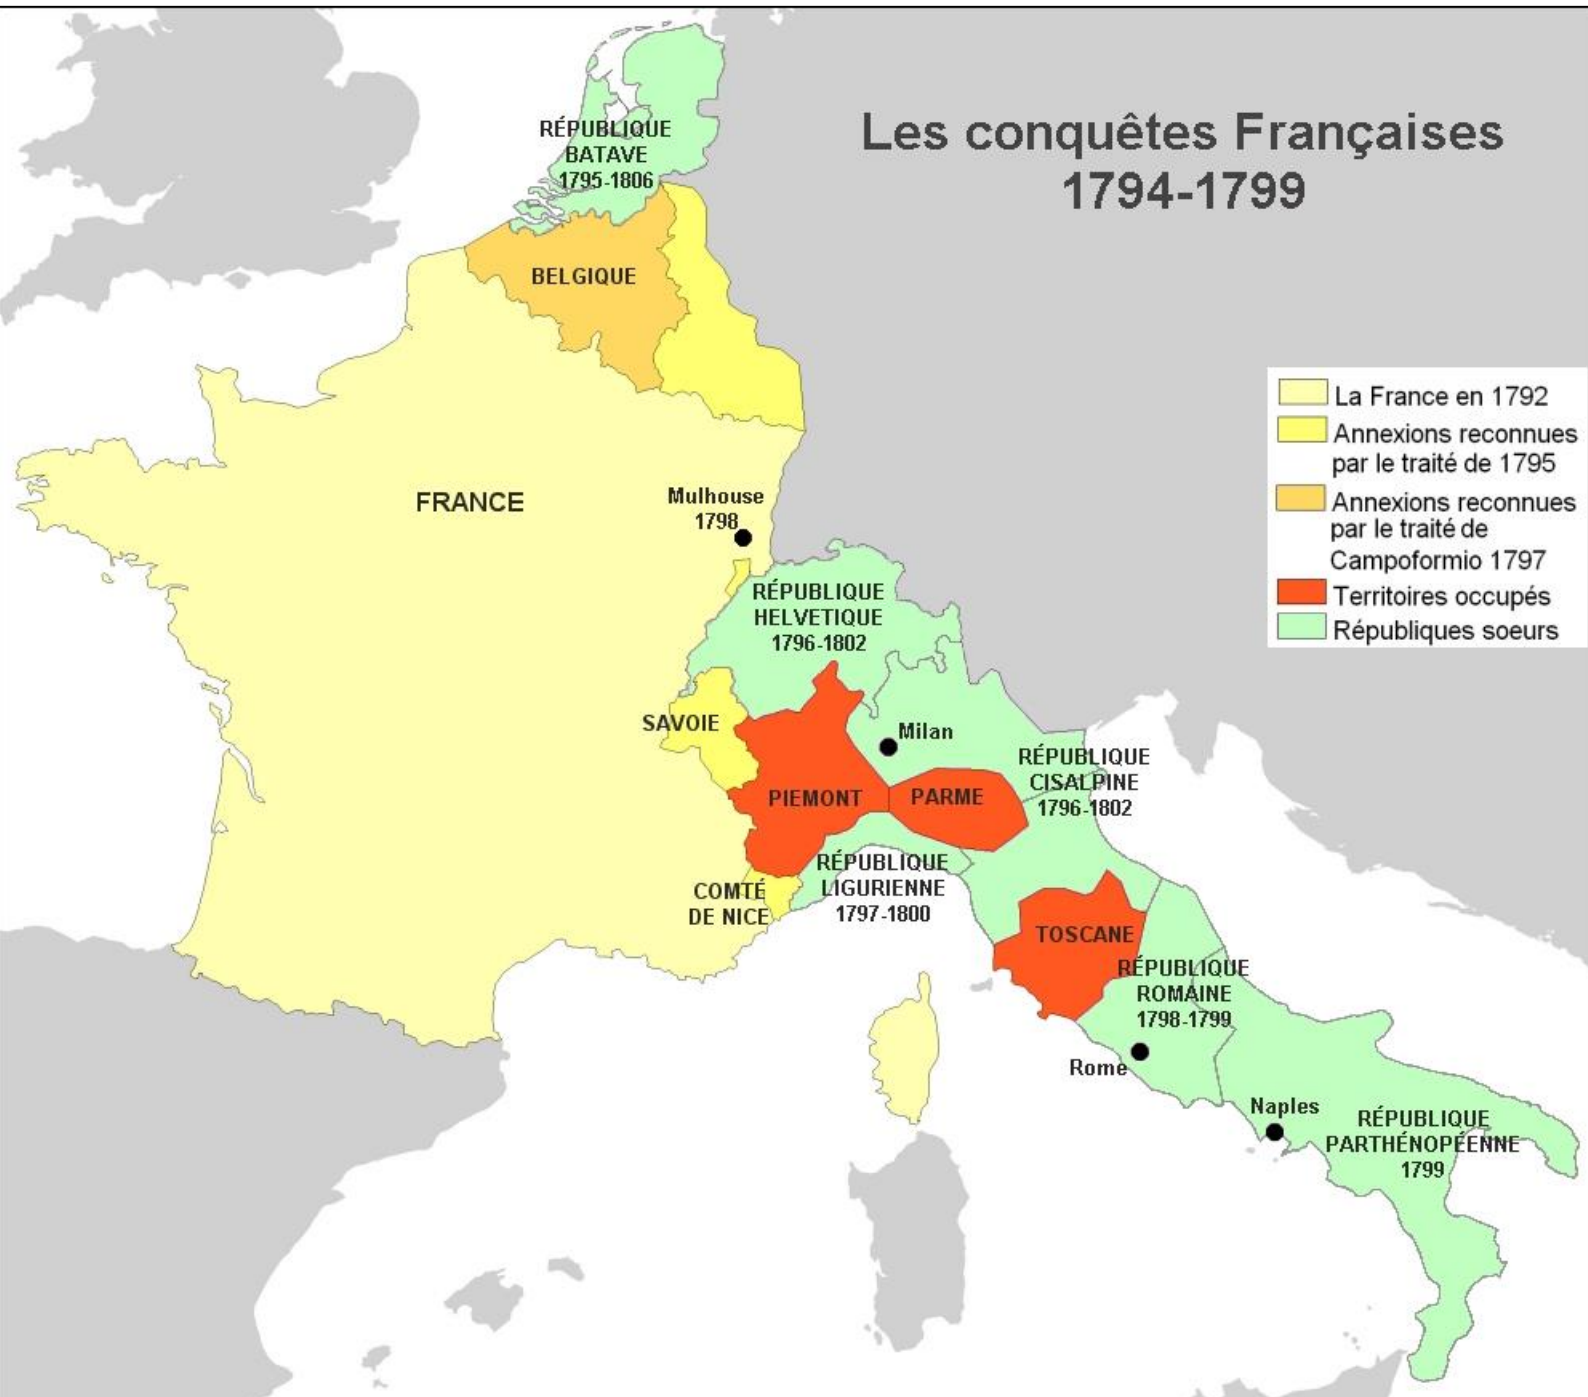 Les conquêtes Françaises
1794-1799
RÉPUBLIQUE
BATAVE
1795-1806
BELGIQUE
La France en 1792
Annexions reconnues
par le traité de 1795
Annexions reconnues
par le traité de
Campoformio 1797
Territoires occupés
Républiques soeurs
FRANCE
Mulhouse
1798
RÉPUBLIQUE
HELVETIQUE
1796-1802
SAVOIE
Milan
RÉPUBLIQUE
CISALPINE
1796-1802
PIEMONT
PARME
RÉPUBLIQUE
LIGURIENNE
1797-1800
COMTÉ
DE NICE
TOSCANE
RÉPUBLIQUE
ROMAINE
1798-1799
Rome
Naples
RÉPUBLIQUE
PARTHÉNOPÉENNE
1799